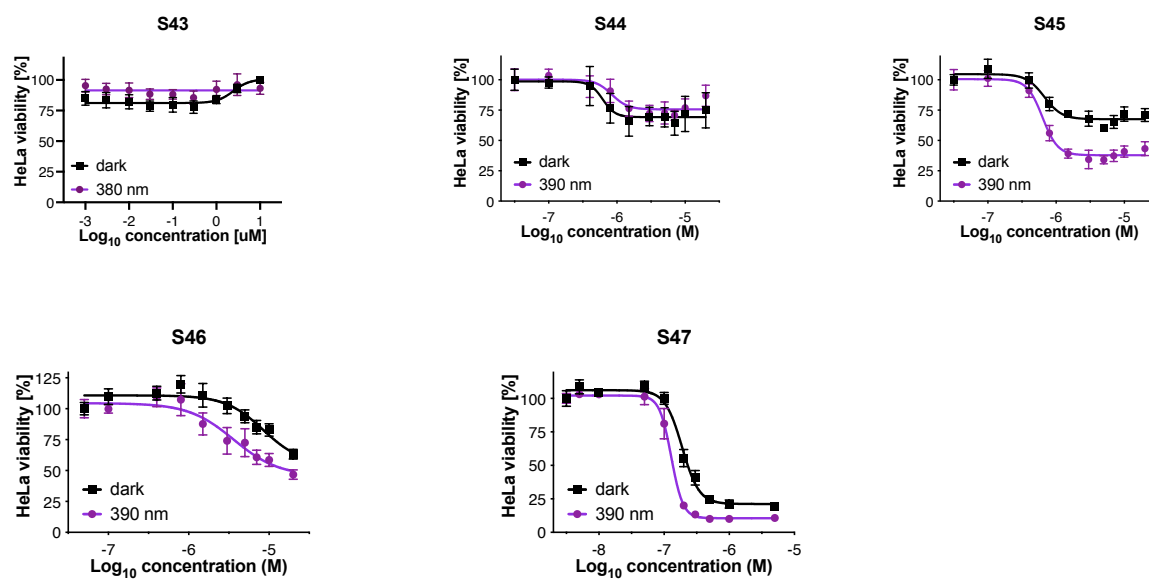 S43
HeLa viability [%]
100
75
50
25
0
dark
380 nm
-3 -2 -1 0 1
Log10 concentration [uM]
S44
HeLa viability [%]
125
100
75
50
25
0
dark
390 nm
-7 -6 -5
Log10 concentration (M)
S45
HeLa viability [%]
125
100
75
50
25
0
dark
390 nm
-7 -6 -5
Log10 concentration (M)
S46
HeLa viability [%]
125
100
75
50
25
0
dark
390 nm
-7 -6 -5
Log10 concentration (M)
S47
HeLa viability [%]
100
75
50
25
0
dark
390 nm
-8 -7 -6 -5
Log10 concentration (M)